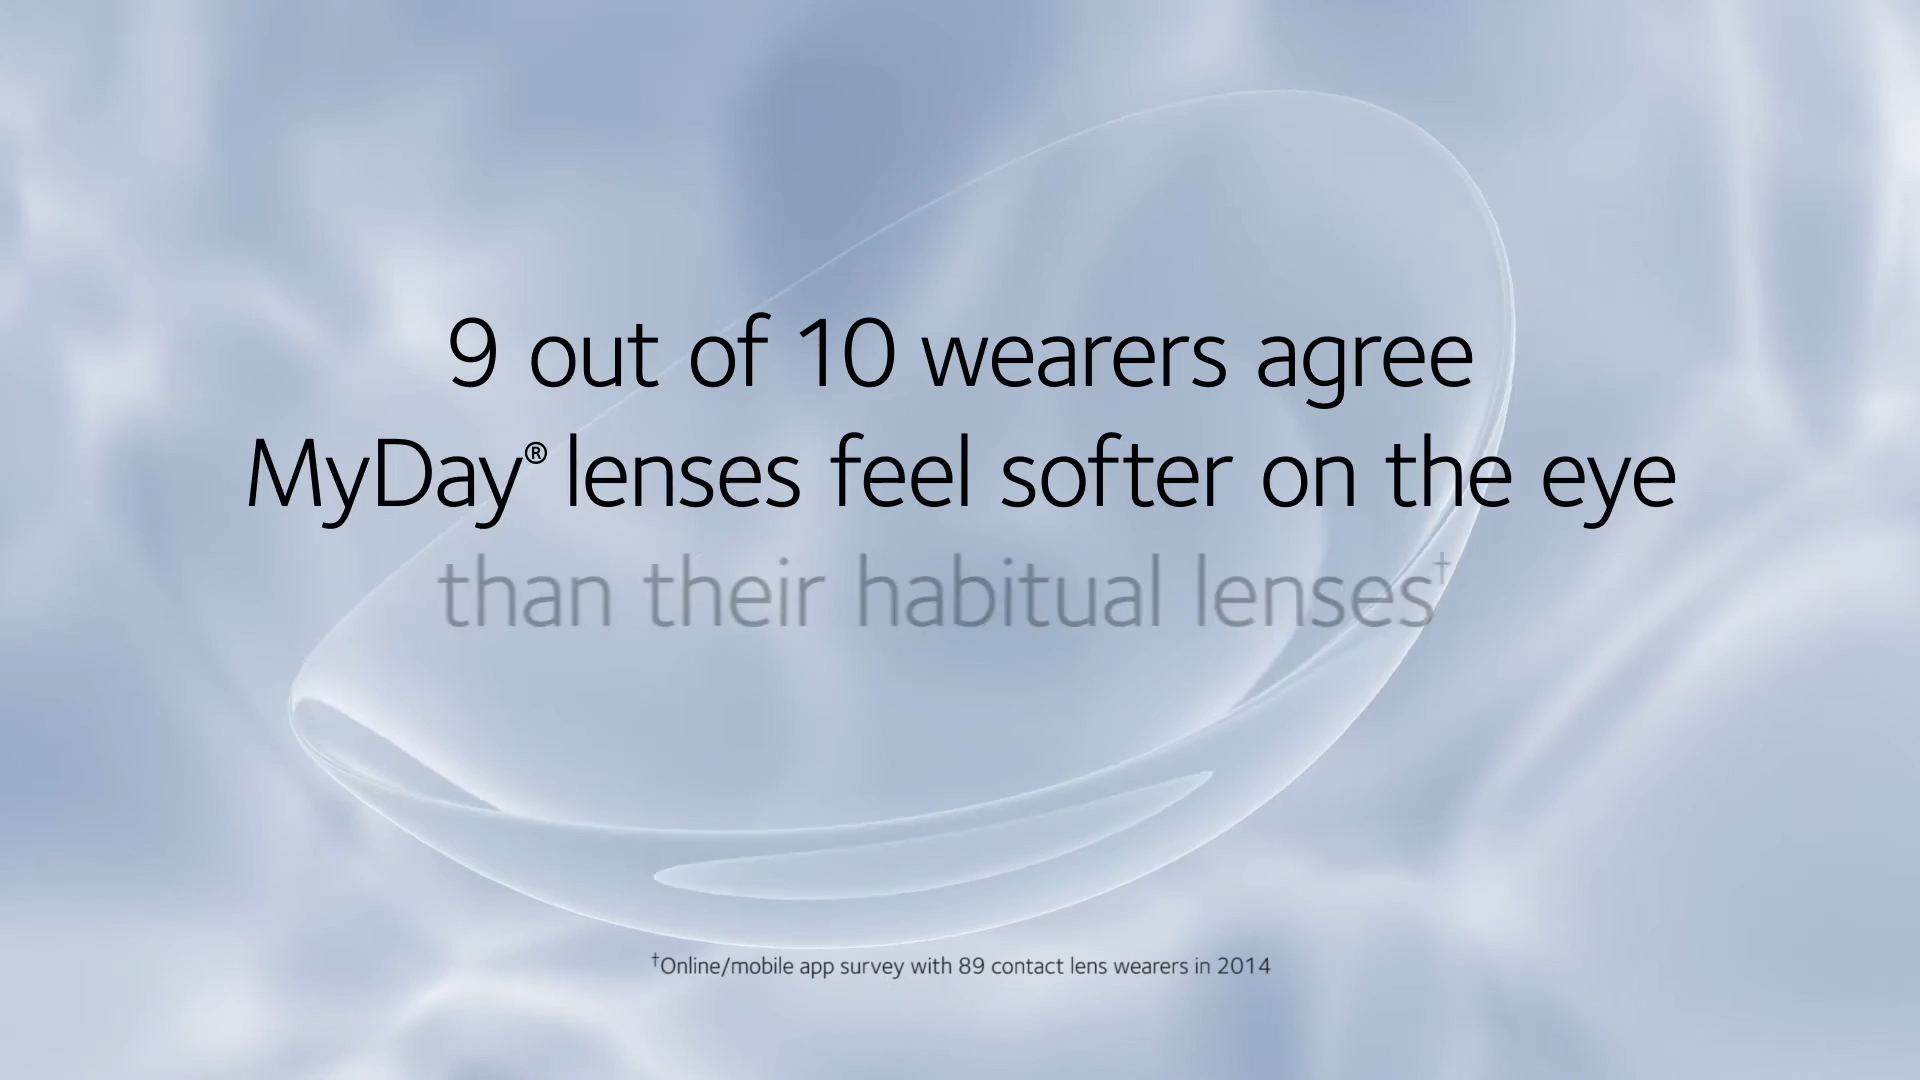 9 out of 10 wearers agree
MyDay® lenses feel softer on the eye
than their habitual lenses†
†Online/mobile app survey with 89 contact lens wearers in 2014